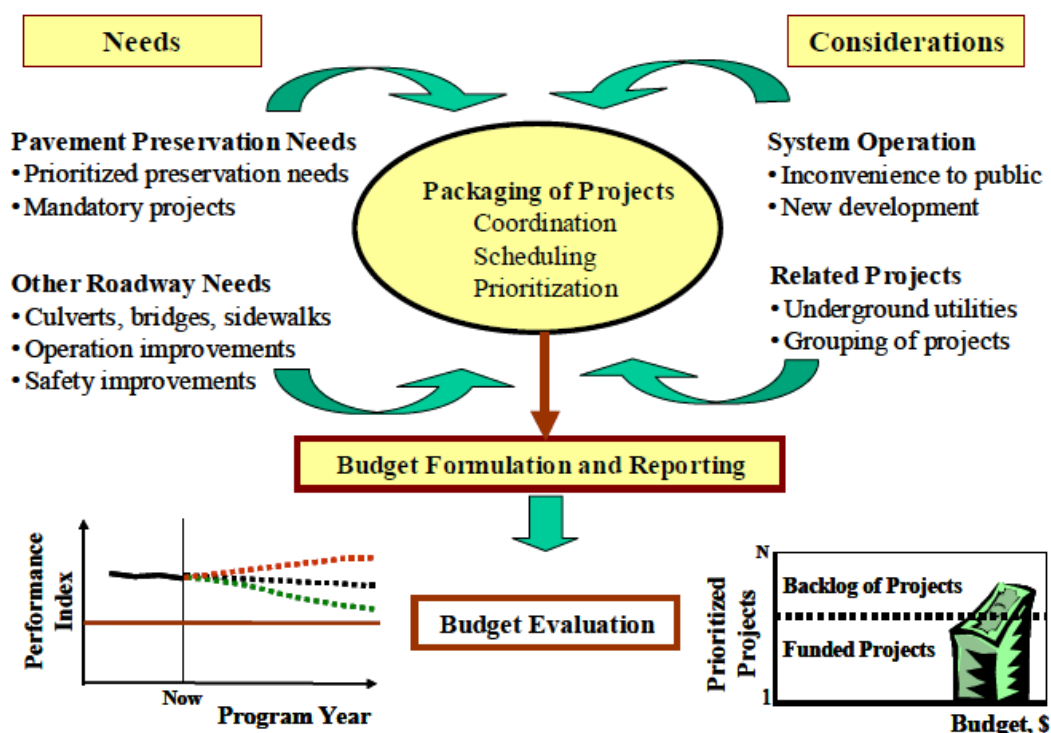 Needs
Considerations
Pavement Preservation Needs
•Prioritized preservation needs
•Mandatory projects
Other Roadway Needs
•Culverts, bridges, sidewalks
•Operation improvements
•Safety improvements
Packaging of Projects
Coordination
Scheduling
Prioritization
System Operation
•Inconvenience to public
•New development
Related Projects
•Underground utilities
•Grouping of projects
Budget Formulation and Reporting
Performance
Index
Now
Program Year
Budget Evaluation
Prioritized
Projects
N
Backlog of Projects
Funded Projects
1
Budget, $